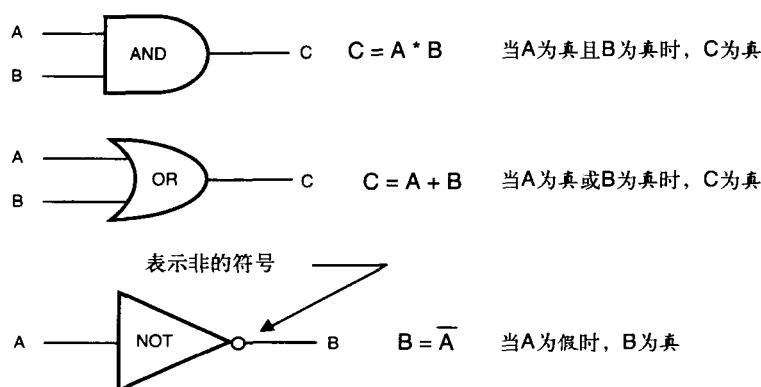 A
B
AND
C
C = A * B
当A为真且B为真时，C为真
A
B
OR
C
C = A + B
当A为真或B为真时，C为真
表示非的符号
A
NOT
B
B = A̅
当A为假时，B为真